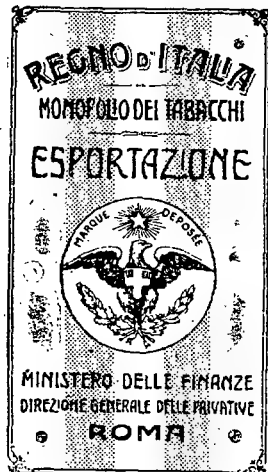 REGNO D'ITALIA
MONOPOLIO DEI TABACCHI
ESPORTAZIONE
MARQUE DEPOSÉE
MINISTERO DELLE FINANZE
DIREZIONE GENERALE DELLE PRIVATIVE
ROMA